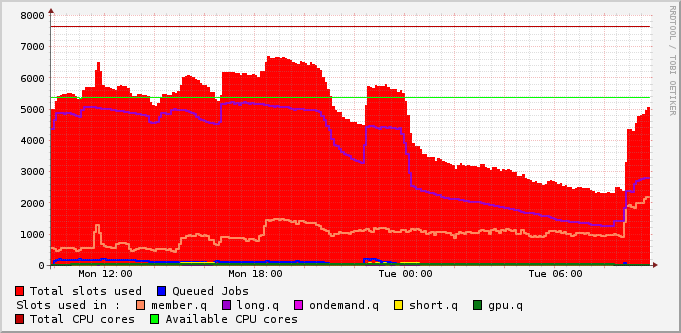 RRDTOOL / TOBI OETIKER
8000
7000
6000
5000
4000
3000
2000
1000
0
Mon 12:00 Mon 18:00 Tue 00:00 Tue 06:00
Total slots used Queued Jobs
Slots used in : member.q long.q ondemand.q short.q gpu.q
Total CPU cores Available CPU cores